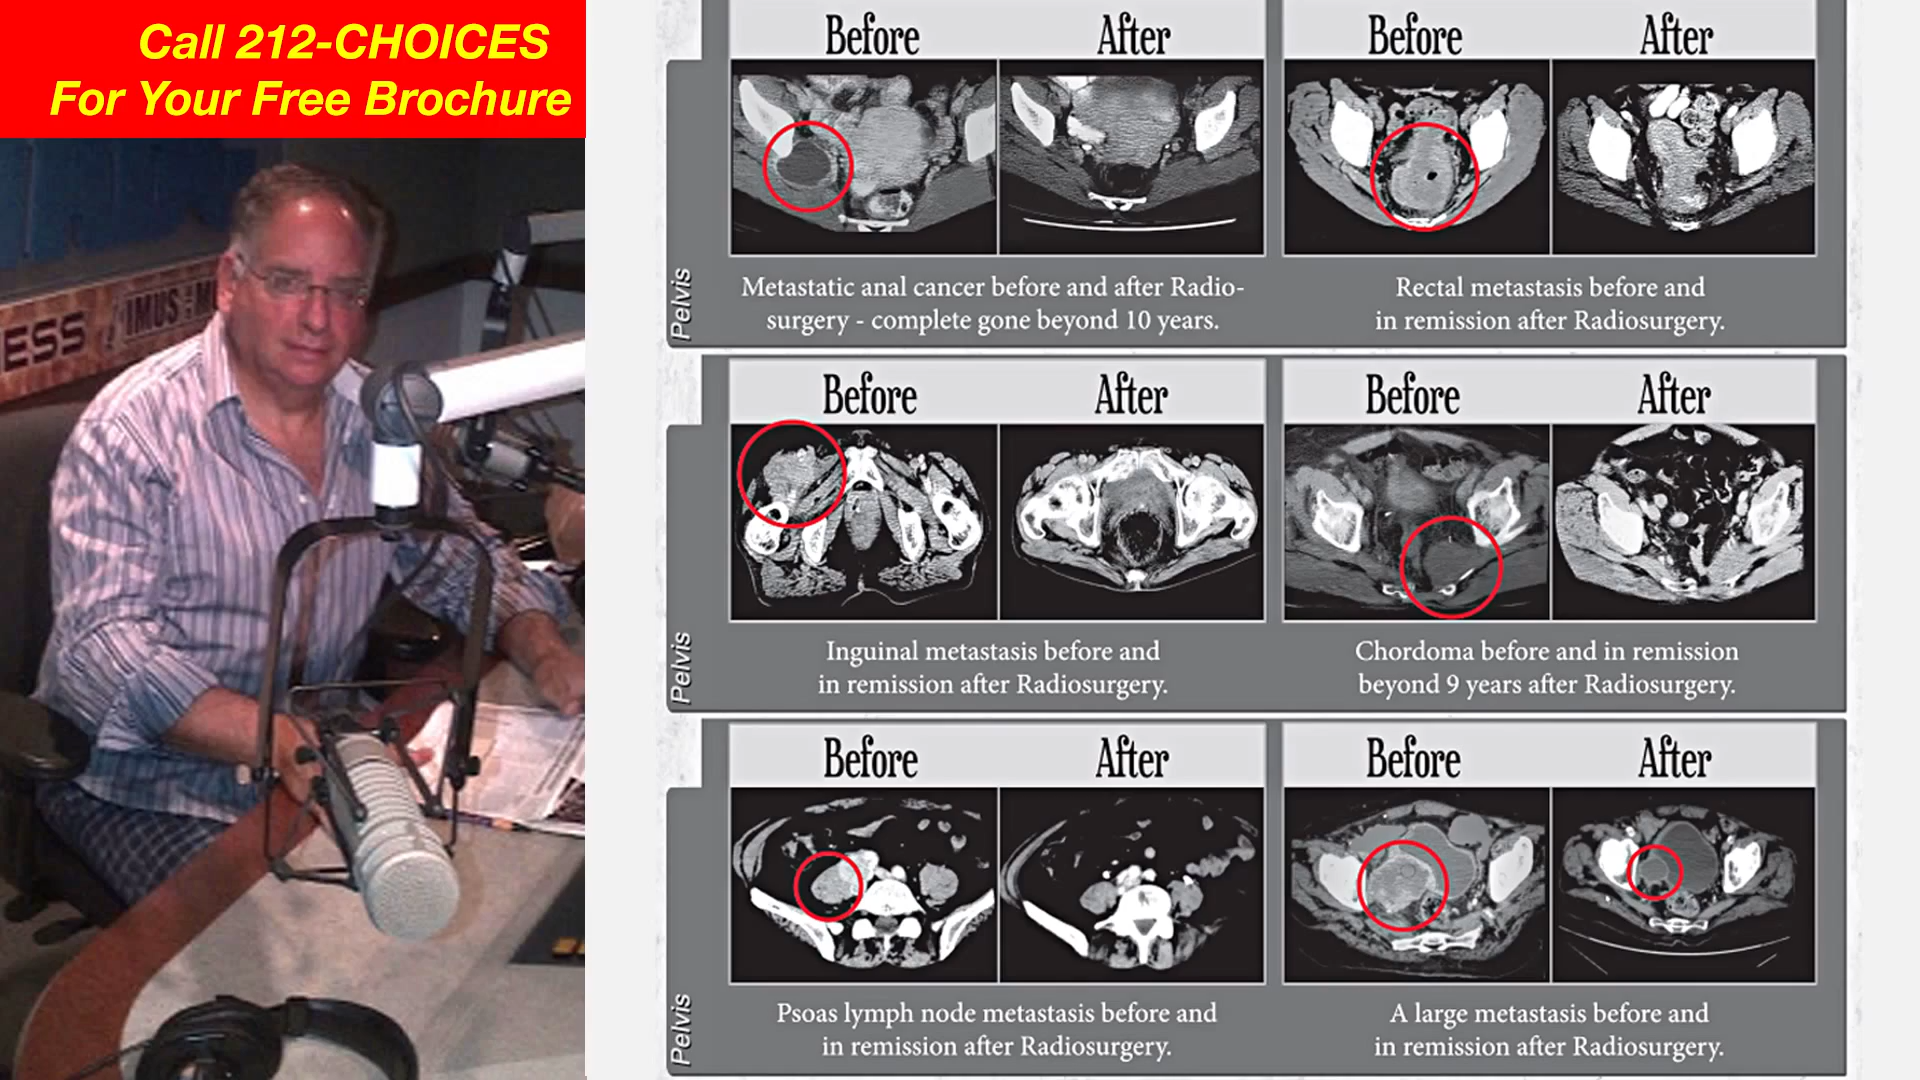 Call 212-CHOICES
For Your Free Brochure
ESS
IMUS
Before
After
Before
After
Pelvis
Metastatic anal cancer before and after Radio-
surgery - complete gone beyond 10 years.
Rectal metastasis before and
in remission after Radiosurgery.
Before
After
Before
After
Pelvis
Inguinal metastasis before and
in remission after Radiosurgery.
Chordoma before and in remission
beyond 9 years after Radiosurgery.
Before
After
Before
After
Pelvis
Psoas lymph node metastasis before and
in remission after Radiosurgery.
A large metastasis before and
in remission after Radiosurgery.